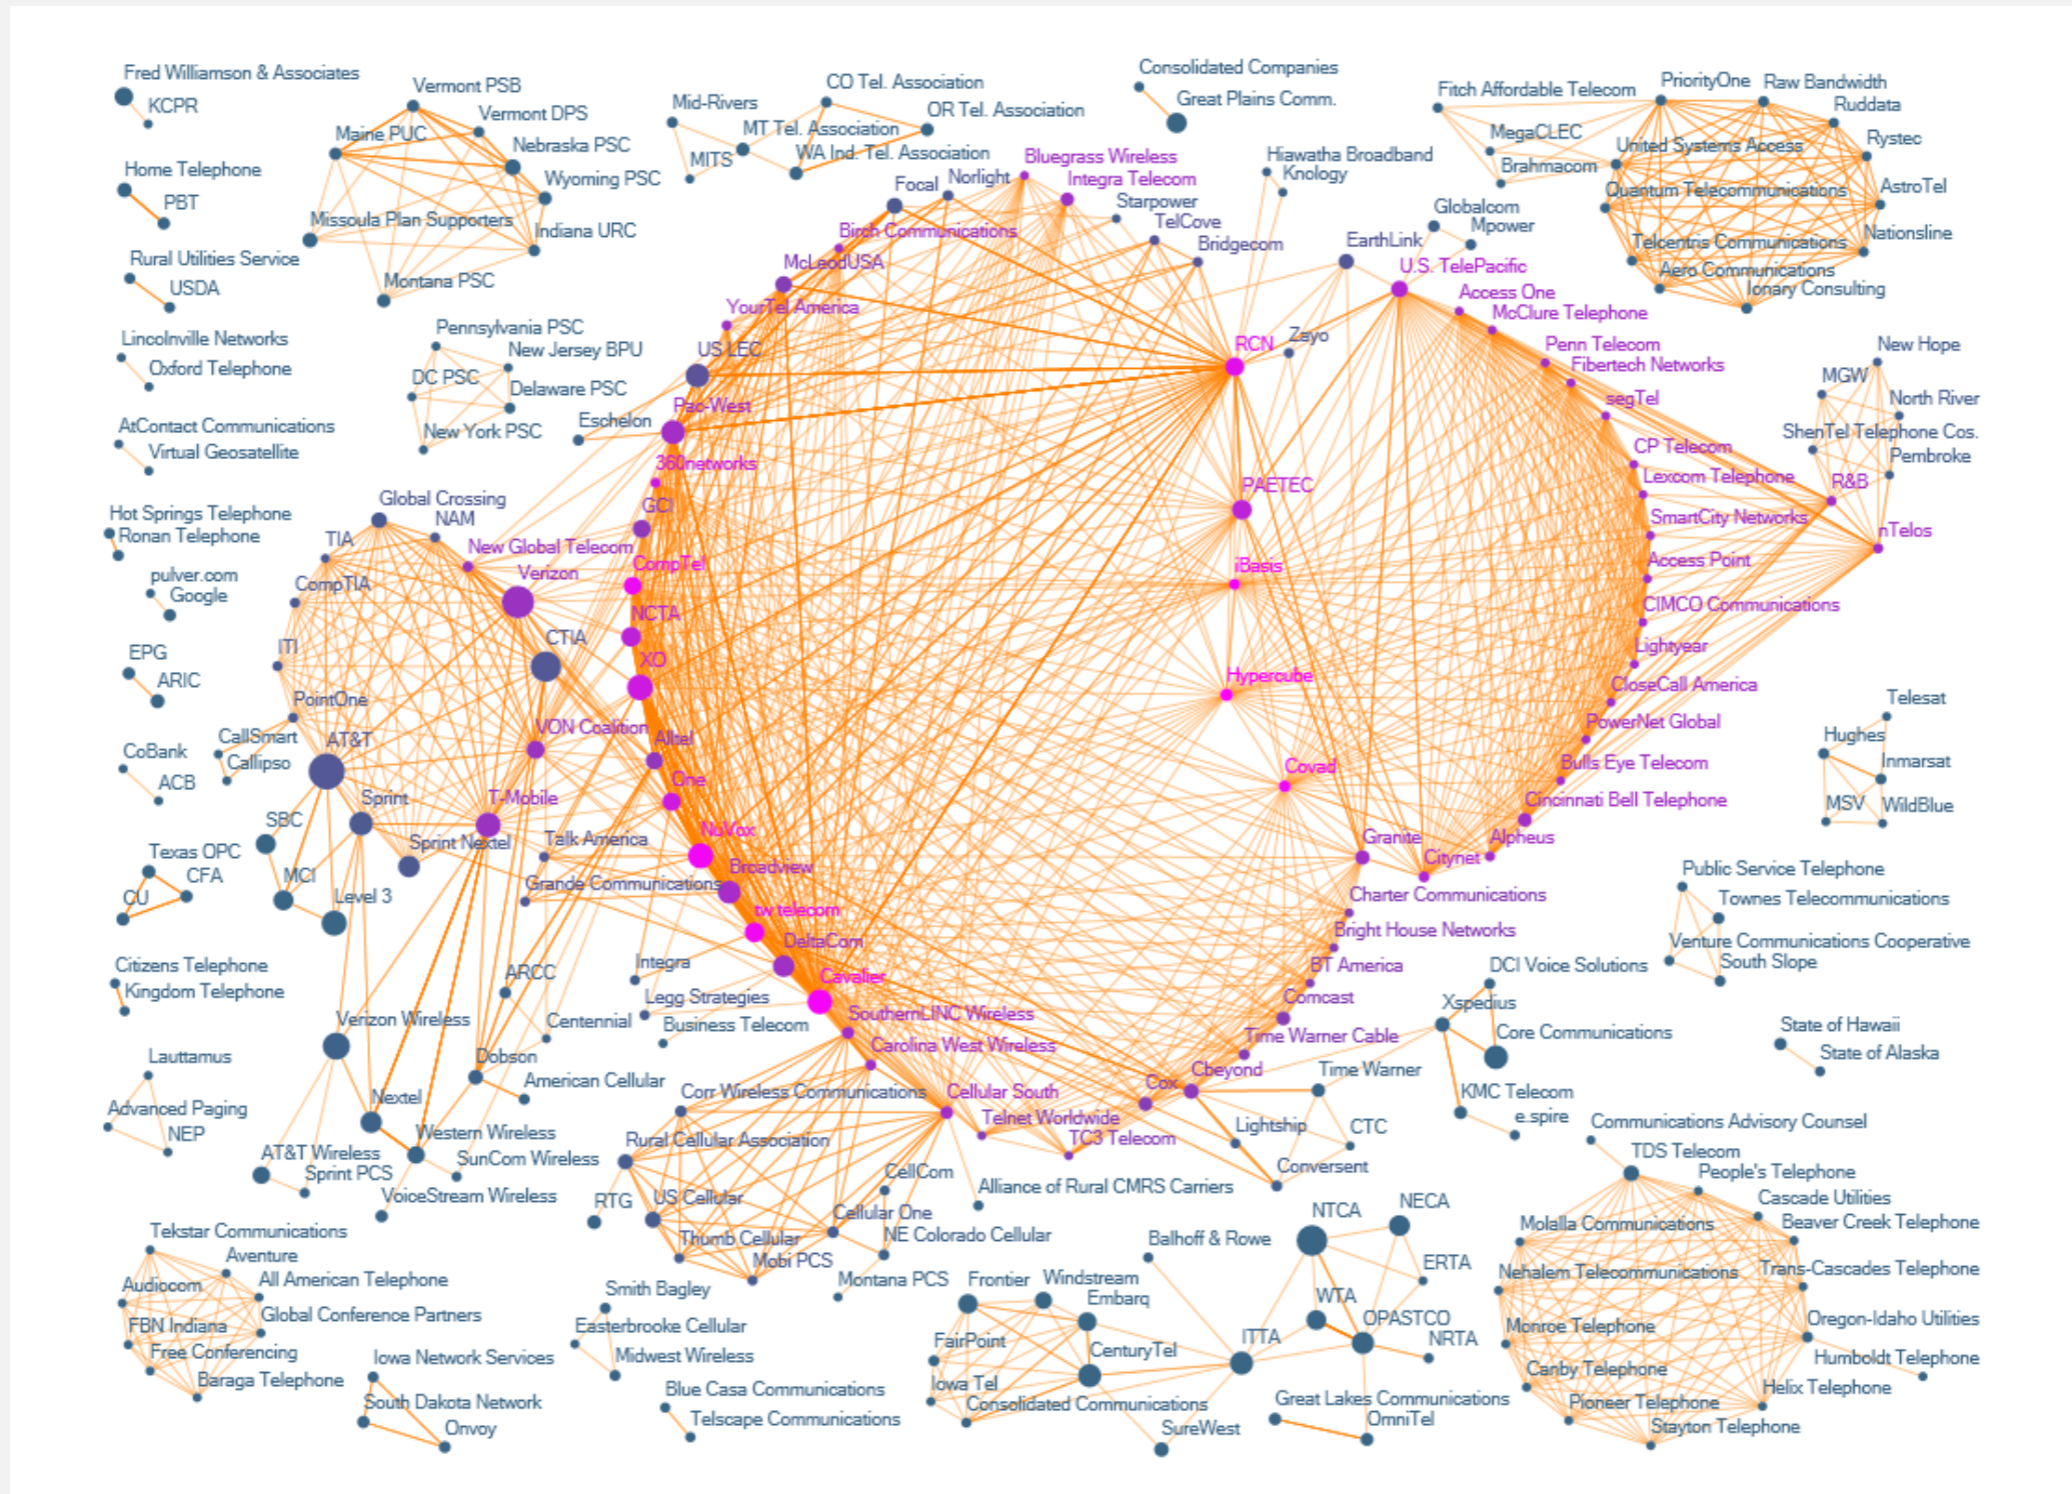 Fred Williamson & Associates
KCPR
Home Telephone
PBT
Rural Utilities Service
USDA
Lincolnville Networks
Oxford Telephone
AtContact Communications
Virtual Geosatellite
Hot Springs Telephone
Ronan Telephone
pulver.com
Google
EPG
ARIC
CoBank
ACB
Texas OPC
CFA
CU
Citizens Telephone
Kingdom Telephone
Lauttamus
Advanced Paging
NEP
Vermont PSB
Vermont DPS
Maine PUC
Nebraska PSC
Wyoming PSC
Missoula Plan Supporters
Indiana URC
Montana PSC
Pennsylvania PSC
New Jersey BPU
DC PSC
Delaware PSC
New York PSC
Mid-Rivers
CO Tel. Association
OR Tel. Association
MT Tel. Association
MITS
WA Ind. Tel. Association
Consolidated Companies
Great Plains Comm.
Hiawatha Broadband
Knology
Fitch Affordable Telecom
PriorityOne
Raw Bandwidth
Ruddata
MegaCLEC
United Systems Access
Rystec
Brahmacom
Quantum Telecommunications
AstroTel
Telcentris Communications
Nationsline
Aero Communications
Ionary Consulting
Globalcom
Mpower
EarthLink
U.S. TelePacific
Access One
McClure Telephone
Penn Telecom
Fibertech Networks
segTel
CP Telecom
Lexcom Telephone
SmartCity Networks
Access Point
CIMCO Communications
Lightyear
CloseCall America
PowerNet Global
Bulls Eye Telecom
Cincinnati Bell Telephone
Alpheus
Citynet
Granite
Charter Communications
Bright House Networks
BT America
Comcast
Time Warner Cable
Cbeyond
Cox
TC3 Telecom
Telnet Worldwide
Cellular South
Carolina West Wireless
SouthernLINC Wireless
Cavalier
DeltaCom
tw telecom
Broadview
NuVox
One
Alltel
XO
NCTA
CompTel
GCI
360networks
Pac-West
Eschelon
US LEC
YourTel America
McLeodUSA
Birch Communications
Focal
Norlight
Bluegrass Wireless
Integra Telecom
Starpower
TelCove
Bridgecom
RCN
Zayo
PAETEC
iBasis
Hypercube
Covad
New Hope
MGW
North River
ShenTel Telephone Cos.
Pembroke
R&B
nTelos
Telesat
Hughes
Inmarsat
MSV
WildBlue
Public Service Telephone
Townes Telecommunications
Venture Communications Cooperative
South Slope
State of Hawaii
State of Alaska
DCI Voice Solutions
Xspedius
Core Communications
KMC Telecom
e.spire
Global Crossing
NAM
TIA
New Global Telecom
Verizon
CompTIA
CTIA
ITI
PointOne
VON Coalition
CallSmart
Callipso
AT&T
Sprint
T-Mobile
SBC
Sprint Nextel
MCI
Level 3
Talk America
Grande Communications
Integra
Legg Strategies
Business Telecom
ARCC
Centennial
Verizon Wireless
Dobson
American Cellular
Nextel
Western Wireless
AT&T Wireless
Sprint PCS
SunCom Wireless
VoiceStream Wireless
Corr Wireless Communications
Rural Cellular Association
RTG
US Cellular
Thumb Cellular
Mobi PCS
CellCom
Cellular One
NE Colorado Cellular
Montana PCS
Alliance of Rural CMRS Carriers
Time Warner
Lightship
CTC
Conversent
Tekstar Communications
Aventure
Audiocom
All American Telephone
Global Conference Partners
FBN Indiana
Free Conferencing
Baraga Telephone
Iowa Network Services
South Dakota Network
Onvoy
Smith Bagley
Easterbrooke Cellular
Midwest Wireless
Blue Casa Communications
Telscape Communications
Frontier
Windstream
Embarq
FairPoint
CenturyTel
Iowa Tel
Consolidated Communications
Balhoff & Rowe
ITTA
SureWest
NTCA
NECA
ERTA
WTA
OPASTCO
NRTA
Great Lakes Communications
OmniTel
Communications Advisory Counsel
TDS Telecom
People's Telephone
Cascade Utilities
Molalla Communications
Beaver Creek Telephone
Nehalem Telecommunications
Trans-Cascades Telephone
Monroe Telephone
Oregon-Idaho Utilities
Canby Telephone
Humboldt Telephone
Pioneer Telephone
Helix Telephone
Stayton Telephone